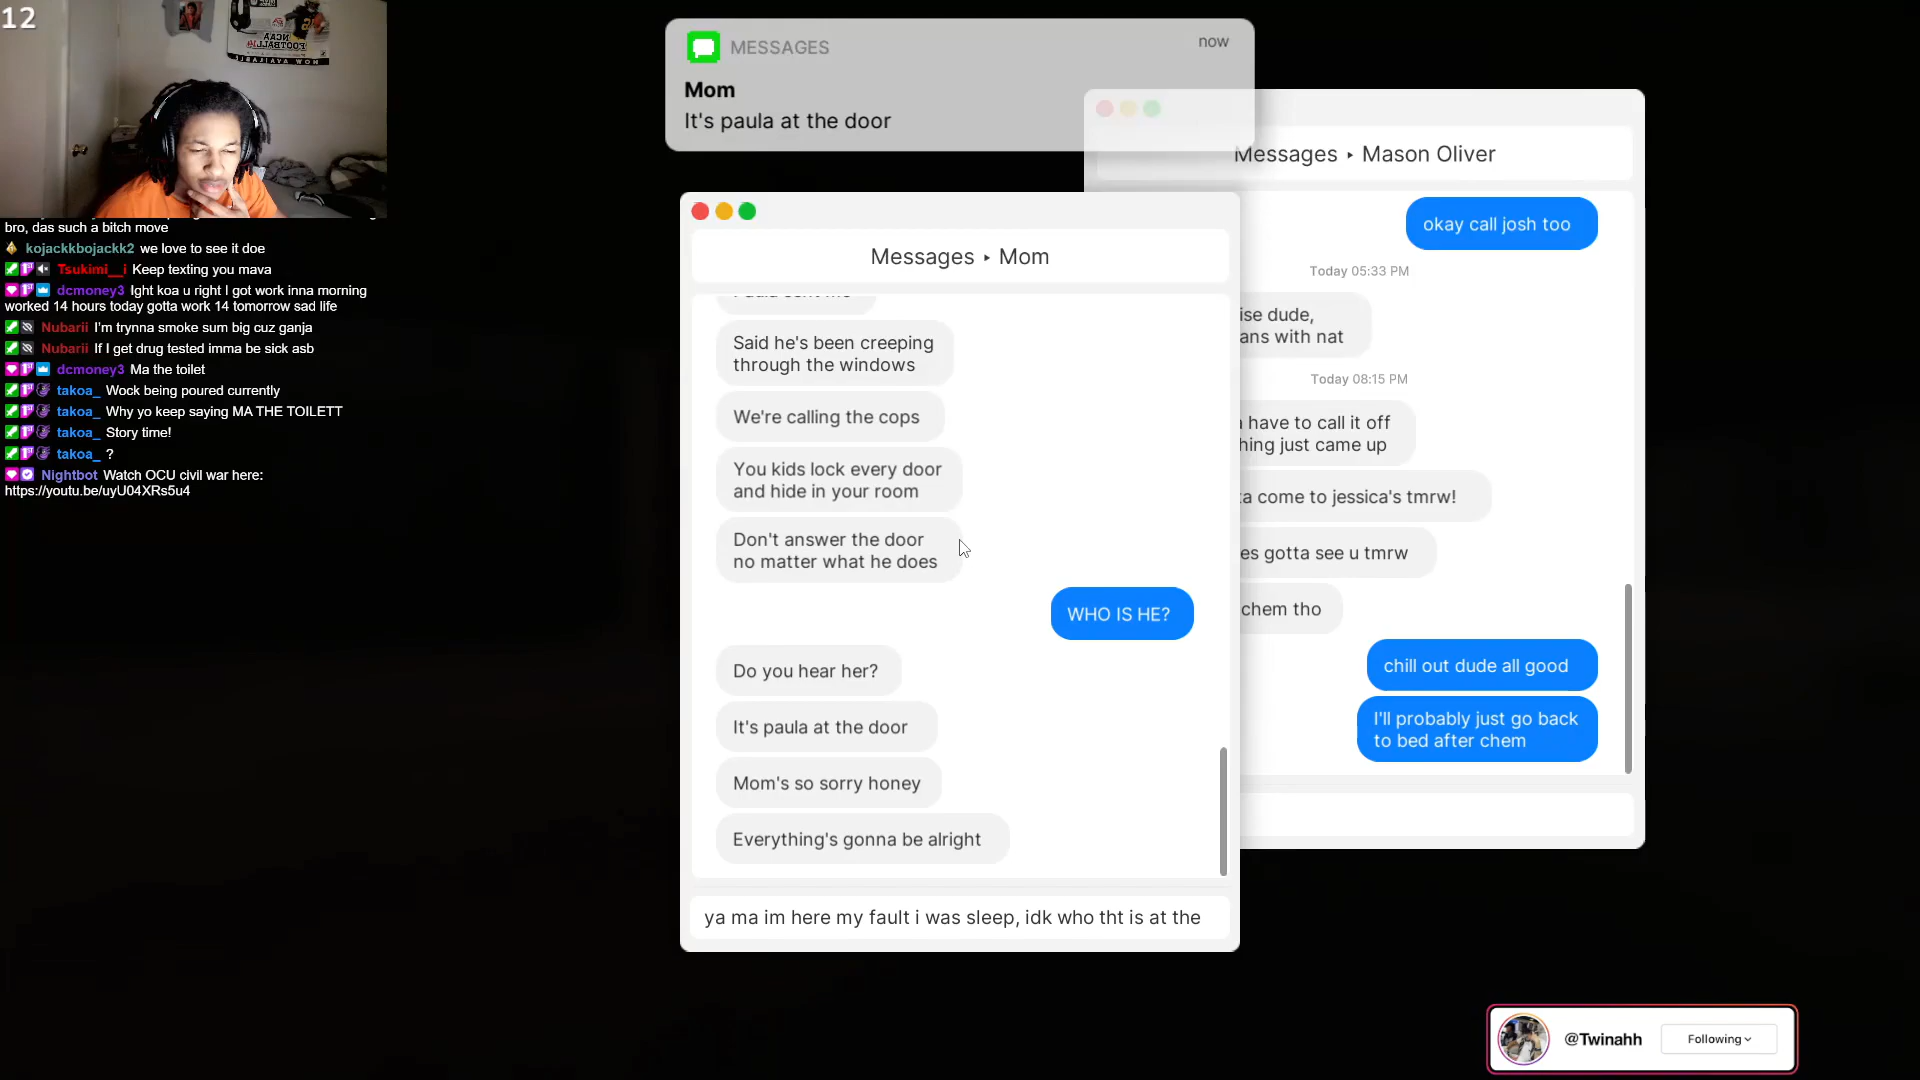 12
MESSAGES
now
Mom
It's paula at the door
Messages ▸ Mason Oliver
okay call josh too
Today 05:33 PM
ise dude,
ans with nat
Today 08:15 PM
have to call it off
hing just came up
ta come to jessica's tmrw!
es gotta see u tmrw
chem tho
chill out dude all good
I'll probably just go back
to bed after chem
Messages ▸ Mom
Said he's been creeping
through the windows
We're calling the cops
You kids lock every door
and hide in your room
Don't answer the door
no matter what he does
WHO IS HE?
Do you hear her?
It's paula at the door
Mom's so sorry honey
Everything's gonna be alright
ya ma im here my fault i was sleep, idk who tht is at the
bro, das such a bitch move
kojackkbojackk2 we love to see it doe
Tsukimi__i Keep texting you mava
dcmoney3 Ight koa u right I got work inna morning
worked 14 hours today gotta work 14 tomorrow sad life
Nubarii I'm trynna smoke sum big cuz ganja
Nubarii If I get drug tested imma be sick asb
dcmoney3 Ma the toilet
takoa_ Wock being poured currently
takoa_ Why yo keep saying MA THE TOILETT
takoa_ Story time!
takoa_ ?
Nightbot Watch OCU civil war here:
https://youtu.be/uyU04XRs5u4
@Twinahh
Following
NCAA
FOOTBALL
NOW AVAILABLE